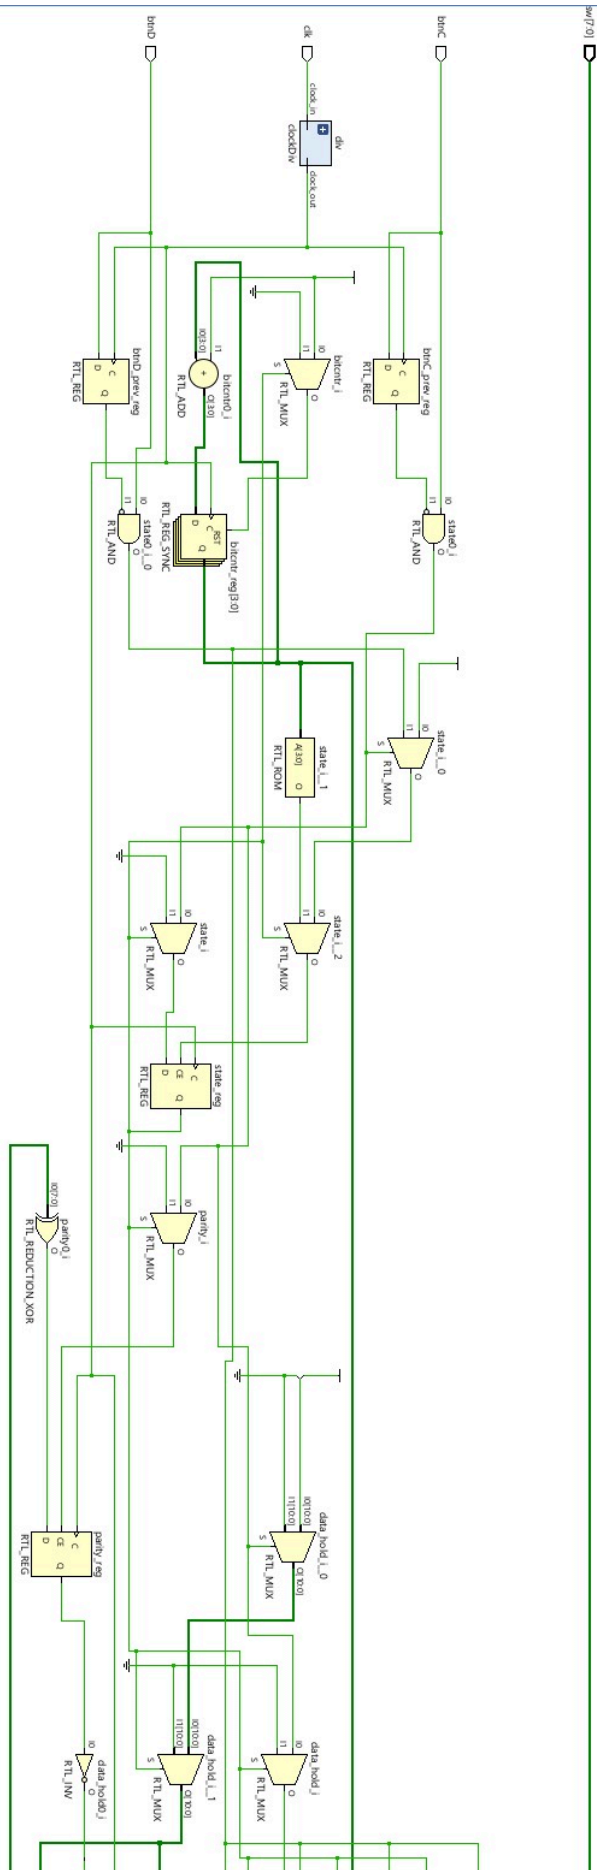 sw[7:0]
btnC
clk
btnD
clock_in
div
clockDiv
clock_out
btnC_prev_reg
C
D
Q
RTL_REG
bitcntr_i
I0
I1
S
O
RTL_MUX
I1
I0[3:0]
bitcntr0_i
+
O[3:0]
RTL_ADD
btnD_prev_reg
C
D
Q
RTL_REG
state0_i
I0
I1
O
RTL_AND
bitcntr_reg[3:0]
RST
C
D
Q
RTL_REG_SYNC
state0_i__0
I0
I1
O
RTL_AND
state_i__0
I0
I1
S
O
RTL_MUX
state_i__1
A[3:0]
O
RTL_ROM
state_i__2
I0
I1
S
O
RTL_MUX
state_i
I0
I1
S
O
RTL_MUX
state_reg
C
CE
D
Q
RTL_REG
parity_i
I0
I1
S
O
RTL_MUX
I0[7:0]
parity0_i
O
RTL_REDUCTION_XOR
data_hold_i__0
I0[10:0]
I1[10:0]
S
O[10:0]
RTL_MUX
parity_reg
C
CE
D
Q
RTL_REG
data_hold_i
I0
I1
S
O
RTL_MUX
data_hold_i__1
I0[10:0]
I1[10:0]
S
O[10:0]
RTL_MUX
data_hold0_i
I0
O
RTL_INV